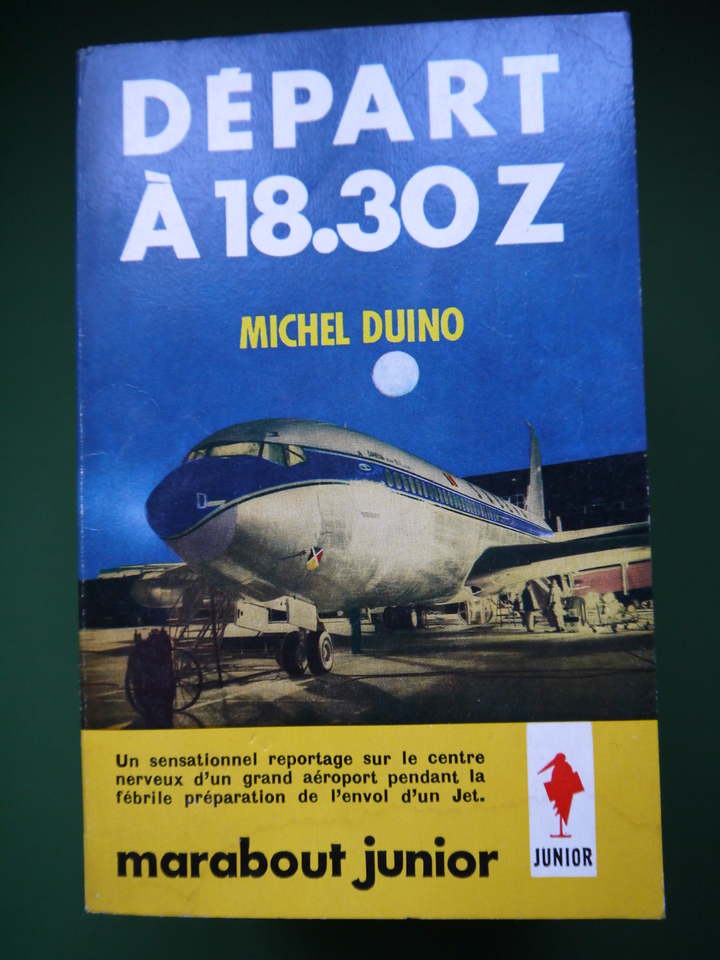 DÉPART
À 18.30 Z
MICHEL DUINO
Un sensationnel reportage sur le centre
nerveux d'un grand aéroport pendant la
fébrile préparation de l'envol d'un Jet.
marabout junior
JUNIOR